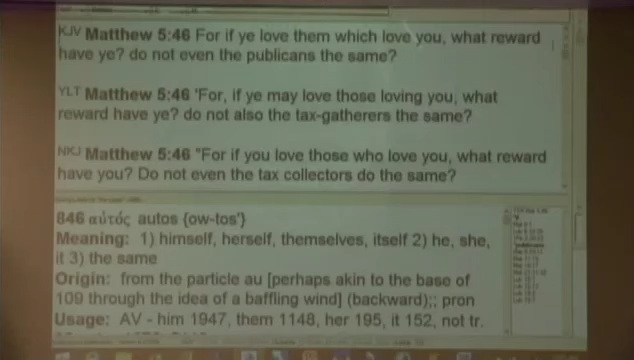 KJV Matthew 5:46 'For if ye love them which love you, what reward
have ye? do not even the publicans the same?
YLT Matthew 5:46 'For, if ye may love those loving you, what
reward have ye? do not also the tax-gatherers the same?
NKJ Matthew 5:46 "For if you love those who love you, what reward
have you? Do not even the tax collectors do the same?
846 αὐτός autos {ow-tos'}
Meaning: 1) himself, herself, themselves, itself 2) he, she,
it 3) the same
Origin: from the particle au [perhaps akin to the base of
109 through the idea of a baffling wind] (backward);; pron
Usage: AV - him 1947, them 1148, her 195, it 152, not tr.